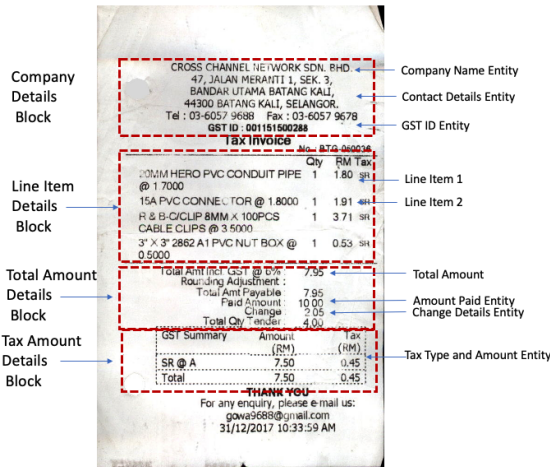 Company Details Block
Line Item Details Block
Total Amount Details Block
Tax Amount Details Block
CROSS CHANNEL NETWORK SDN. BHD.
47, JALAN MERANTI 1, SEK. 3,
BANDAR UTAMA BATANG KALI,
44300 BATANG KALI, SELANGOR.
Tel : 03-6057 9688 Fax : 03-6057 9678
GST ID : 001151500288
Tax Invoice
No. : BTG-050036
Qty RM Tax
20MM HERO PVC CONDUIT PIPE 1 1.80 SR
@ 1.7000
15A PVC CONNECTOR @ 1.8000 1 1.91 SR
R & B-C/CLIP 8MM X 100PCS 1 3.71 SR
CABLE CLIPS @ 3.5000
3" X 3" 2862 A1 PVC NUT BOX @ 1 0.53 SR
0.5000
Total Amt Incl. GST @ 6% 7.95
Rounding Adjustment :
Total Amt Payable : 7.95
Paid Amount : 10.00
Change : 2.05
Total Qty Tender : 4.00
GST Summary Amount Tax
(RM) (RM)
SR @ A 7.50 0.45
Total 7.50 0.45
THANK YOU
For any enquiry, please e-mail us:
gowa9688@gmail.com
31/12/2017 10:33:59 AM
Company Name Entity
Contact Details Entity
GST ID Entity
Line Item 1
Line Item 2
Total Amount
Amount Paid Entity
Change Details Entity
Tax Type and Amount Entity